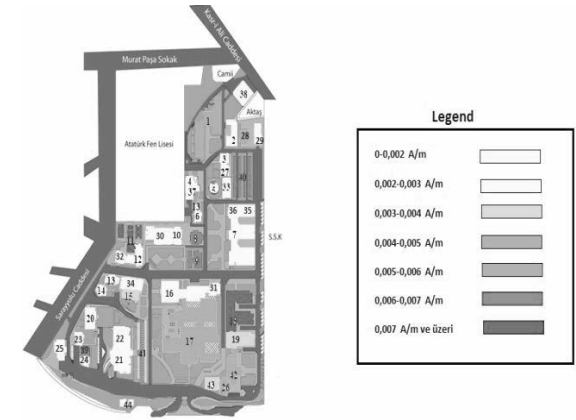 Kast-ı Ali Caddesi
Murat Paşa Sokak
Camii
38
Aktaş
1
2
28
29
Atatürk Fen Lisesi
3
4
27
40
37
33
13
6
36 35
S.S.K
11
30 10
8
7
32
12
9
Sarayyolu Caddesi
13
34
14
15
16
31
20
19
17
23
22
41
25
24
21
42
43
26
44
Legend
0-0,002 A/m
0,002-0,003 A/m
0,003-0,004 A/m
0,004-0,005 A/m
0,005-0,006 A/m
0,006-0,007 A/m
0,007 A/m ve üzeri